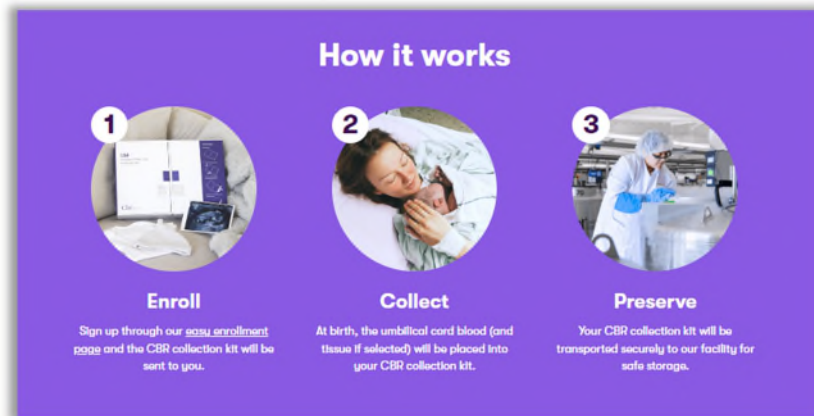 How it works
1
2
3
CBR
Enroll
Sign up through our easy enrollment
page and the CBR collection kit will be
sent to you.
Collect
At birth, the umbilical cord blood (and
tissue if selected) will be placed into
your CBR collection kit.
Preserve
Your CBR collection kit will be
transported securely to our facility for
safe storage.